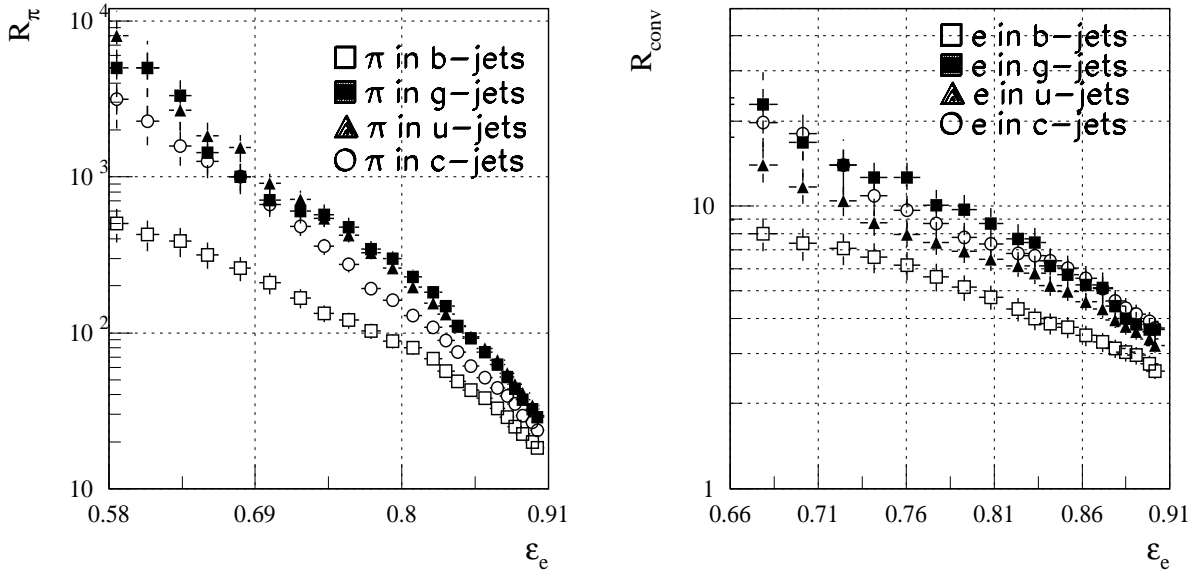 R_π
10^4
10^3
10^2
10
0.58 0.69 0.8 0.91
ε_e
π in b-jets
π in g-jets
π in u-jets
π in c-jets
R_conv
10
1
0.66 0.71 0.76 0.81 0.86 0.91
ε_e
e in b-jets
e in g-jets
e in u-jets
e in c-jets